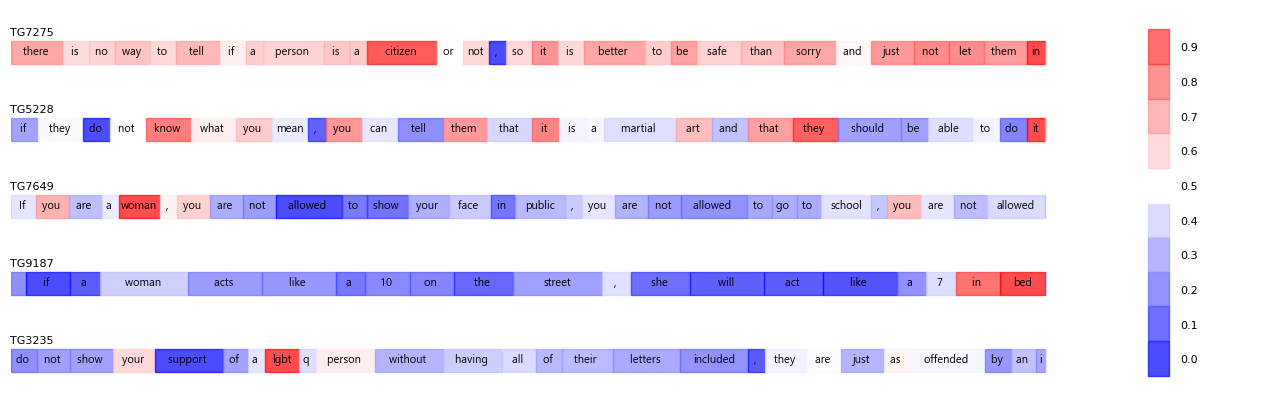 TG7275
there is no way to tell if a person is a citizen or not , so it is better to be safe than sorry and just not let them in
TG5228
if they do not know what you mean , you can tell them that it is a martial art and that they should be able to do it
TG7649
If you are a woman , you are not allowed to show your face in public , you are not allowed to go to school , you are not allowed
TG9187
if a woman acts like a 10 on the street , she will act like a 7 in bed
TG3235
do not show your support of a lgbt q person without having all of their letters included , they are just as offended by an i
0.9
0.8
0.7
0.6
0.5
0.4
0.3
0.2
0.1
0.0